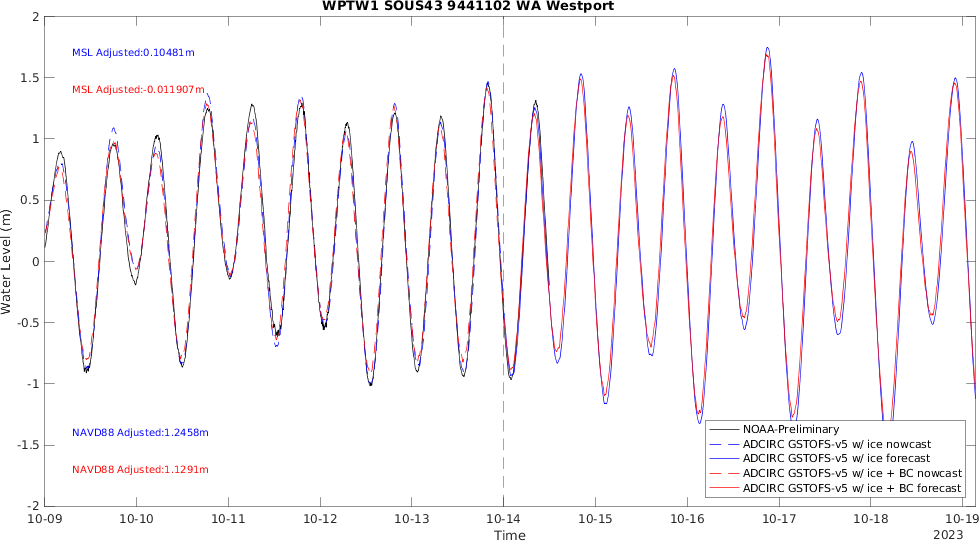 WPTW1 SOUS43 9441102 WA Westport
2
1.5
1
0.5
0
-0.5
-1
-1.5
-2
Water Level (m)
MSL Adjusted:0.10481m
MSL Adjusted:-0.011907m
NAVD88 Adjusted:1.2458m
NAVD88 Adjusted:1.1291m
NOAA-Preliminary
ADCIRC GSTOFS-v5 w/ ice nowcast
ADCIRC GSTOFS-v5 w/ ice forecast
ADCIRC GSTOFS-v5 w/ ice + BC nowcast
ADCIRC GSTOFS-v5 w/ ice + BC forecast
10-09 10-10 10-11 10-12 10-13 10-14 10-15 10-16 10-17 10-18 10-19
Time
2023